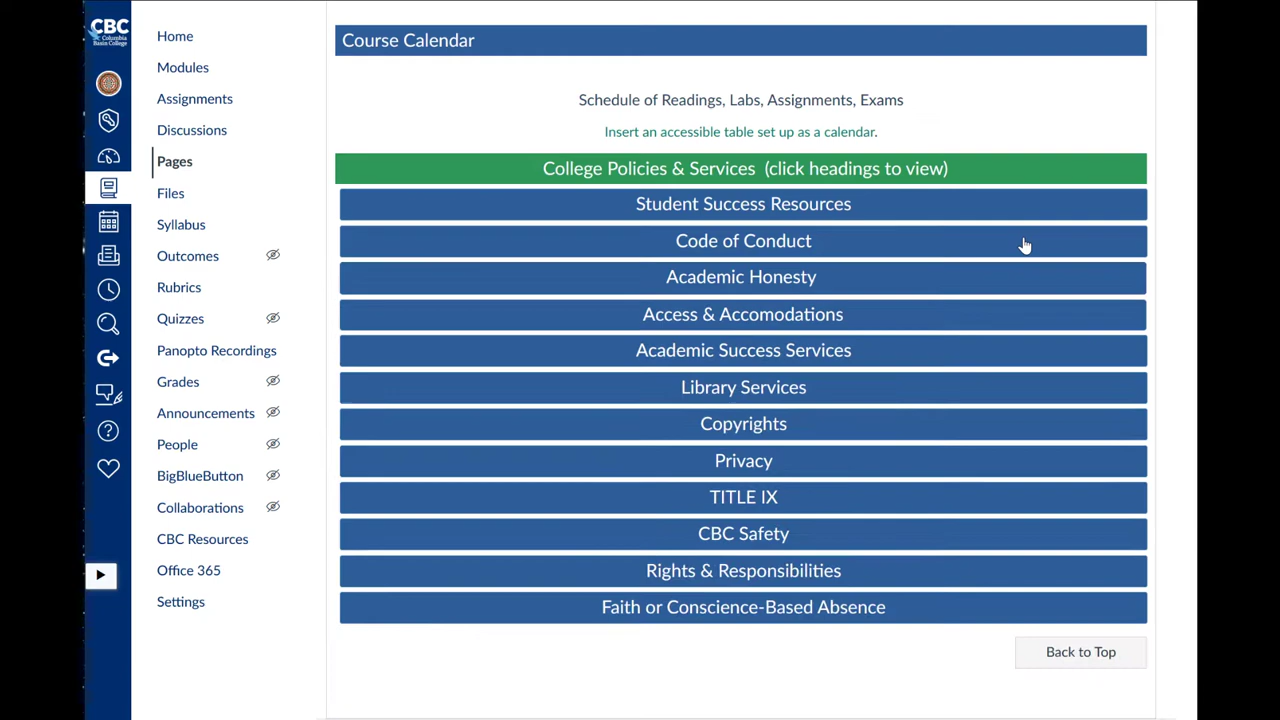 CBC
Columbia
Basin College
Home
Modules
Assignments
Discussions
Pages
Files
Syllabus
Outcomes
Rubrics
Quizzes
Panopto Recordings
Grades
Announcements
People
BigBlueButton
Collaborations
CBC Resources
Office 365
Settings
Course Calendar
Schedule of Readings, Labs, Assignments, Exams
Insert an accessible table set up as a calendar.
College Policies & Services (click headings to view)
Student Success Resources
Code of Conduct
Academic Honesty
Access & Accomodations
Academic Success Services
Library Services
Copyrights
Privacy
TITLE IX
CBC Safety
Rights & Responsibilities
Faith or Conscience-Based Absence
Back to Top